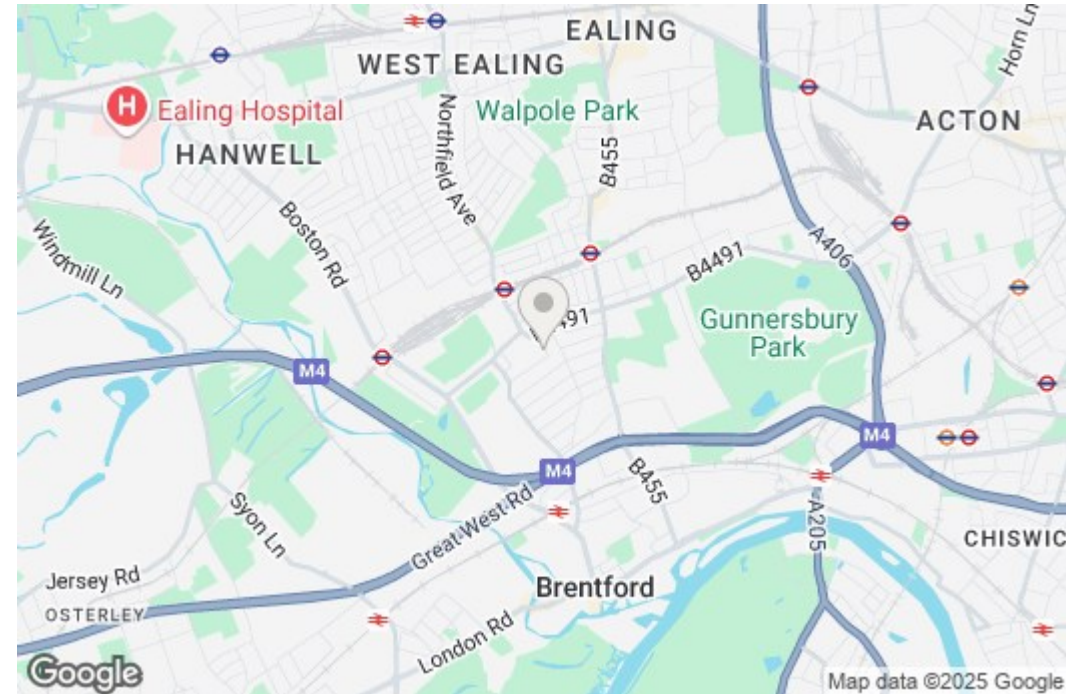 EALING
WEST EALING
Horn Ln
H
Ealing Hospital
Walpole Park
ACTON
HANWELL
Northfield Ave
B455
Boston Rd
Windmill Ln
A406
B4491
Gunnersbury
Park
M4
M4
M4
B455
Syon Ln
Great West Rd
A205
CHISWIC
Jersey Rd
Brentford
OSTERLEY
London Rd
Google
Map data ©2025 Google